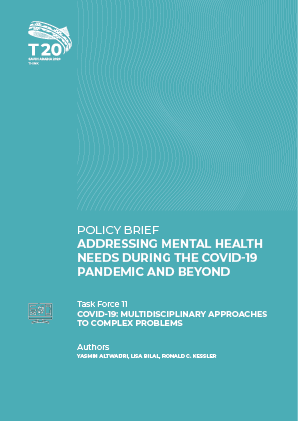 T20
SAUDI ARABIA 2020
POLICY BRIEF
ADDRESSING MENTAL HEALTH
NEEDS DURING THE COVID-19
PANDEMIC AND BEYOND
Task Force 11
COVID-19: MULTIDISCIPLINARY APPROACHES
TO COMPLEX PROBLEMS
Authors
YASMIN ALTWAIJRI, LISA BILAL, RONALD C. KESSLER